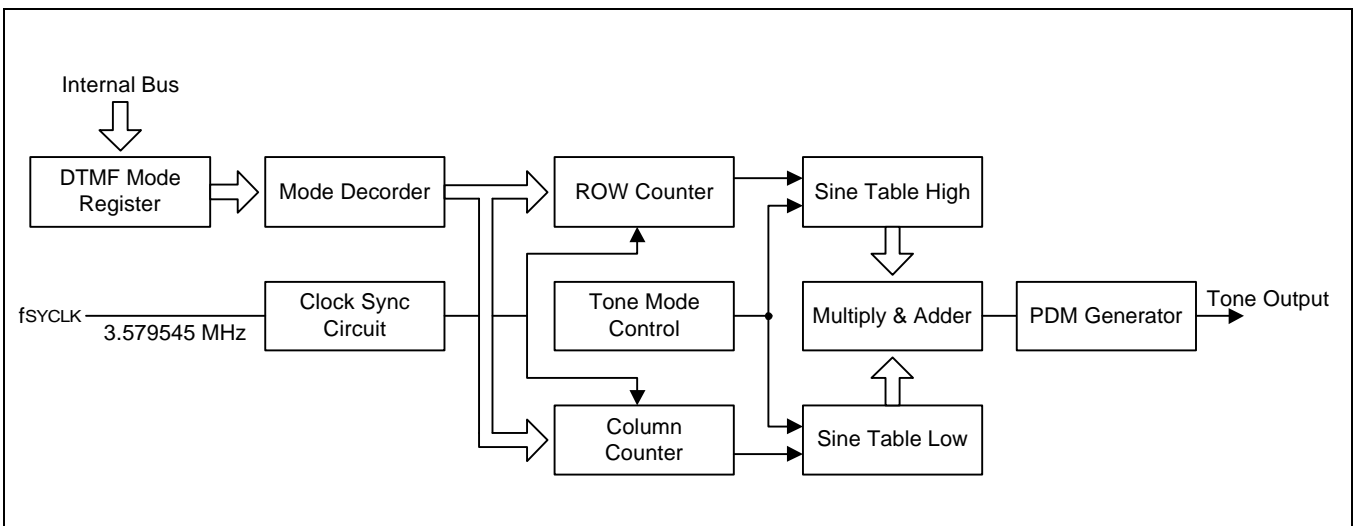 Internal Bus
DTMF Mode
Register
Mode Decorder
ROW Counter
Sine Table High
fSYCLK
3.579545 MHz
Clock Sync
Circuit
Tone Mode
Control
Multiply & Adder
PDM Generator
Tone Output
Column
Counter
Sine Table Low